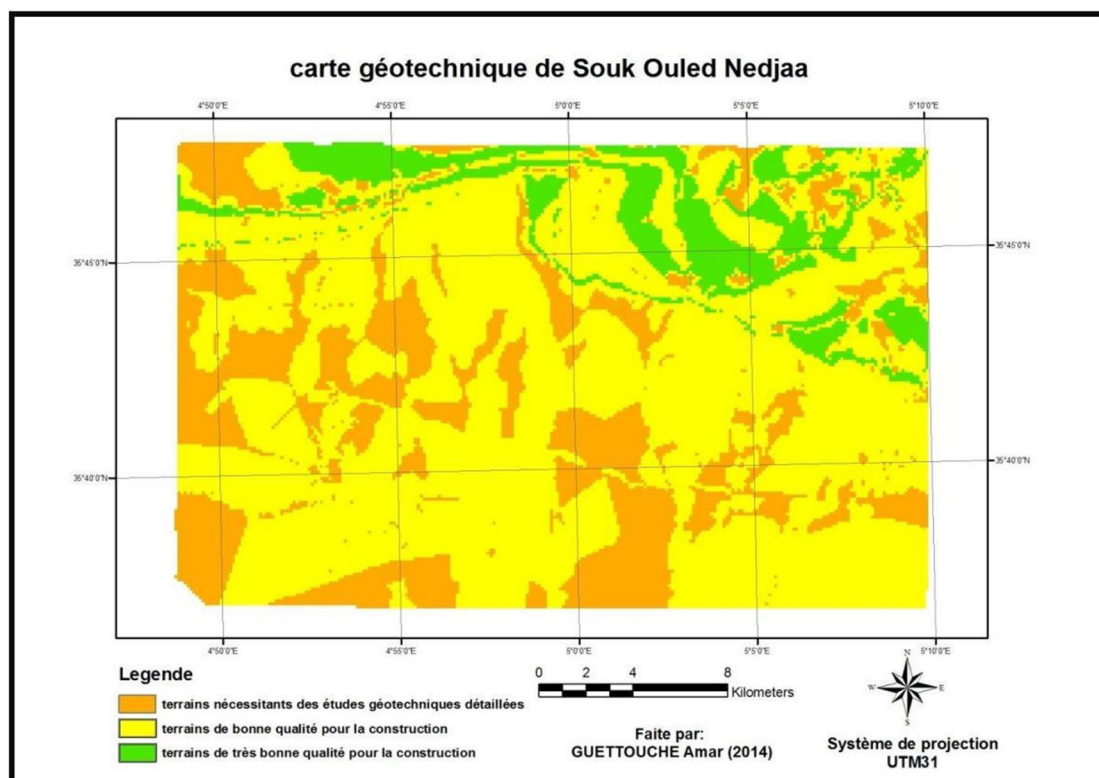 carte géotechnique de Souk Ouled Nedjaa
4°50'0"E 4°55'0"E 5°0'0"E 5°5'0"E 5°10'0"E
35°45'0"N 35°45'0"N
35°40'0"N 35°40'0"N
4°50'0"E 4°55'0"E 5°0'0"E 5°5'0"E 5°10'0"E
Legende
terrains nécessitants des études géotechniques détaillées
terrains de bonne qualité pour la construction
terrains de très bonne qualité pour la construction
0 2 4 8
Kilometers
Faite par:
GUETTOUCHE Amar (2014)
N
W E
S
Système de projection
UTM31